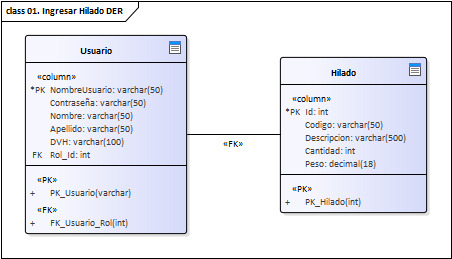 class 01. Ingresar Hilado DER
Usuario
«column»
*PK NombreUsuario: varchar(50)
Contraseña: varchar(50)
Nombre: varchar(50)
Apellido: varchar(50)
DVH: varchar(100)
FK Rol_Id: int
«PK»
+ PK_Usuario(varchar)
«FK»
+ FK_Usuario_Rol(int)
«FK»
Hilado
«column»
*PK Id: int
Codigo: varchar(50)
Descripcion: varchar(500)
Cantidad: int
Peso: decimal(18)
«PK»
+ PK_Hilado(int)